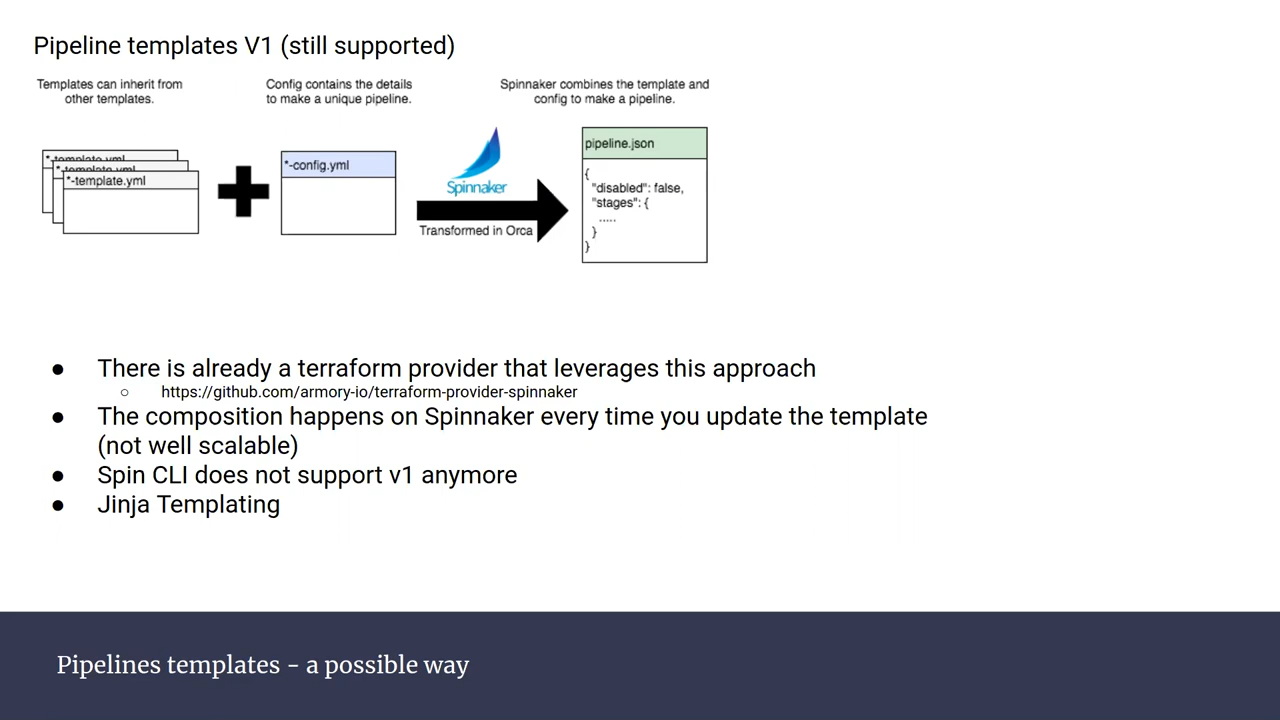 Pipeline templates V1 (still supported)
Templates can inherit from
other templates.
Config contains the details
to make a unique pipeline.
Spinnaker combines the template and
config to make a pipeline.
*-template.yml
*-template.yml
*-template.yml
*-config.yml
Spinnaker
Transformed in Orca
pipeline.json
{
"disabled": false,
"stages": {
.....
}
}
● There is already a terraform provider that leverages this approach
○ https://github.com/armory-io/terraform-provider-spinnaker
● The composition happens on Spinnaker every time you update the template
(not well scalable)
● Spin CLI does not support v1 anymore
● Jinja Templating
Pipelines templates - a possible way